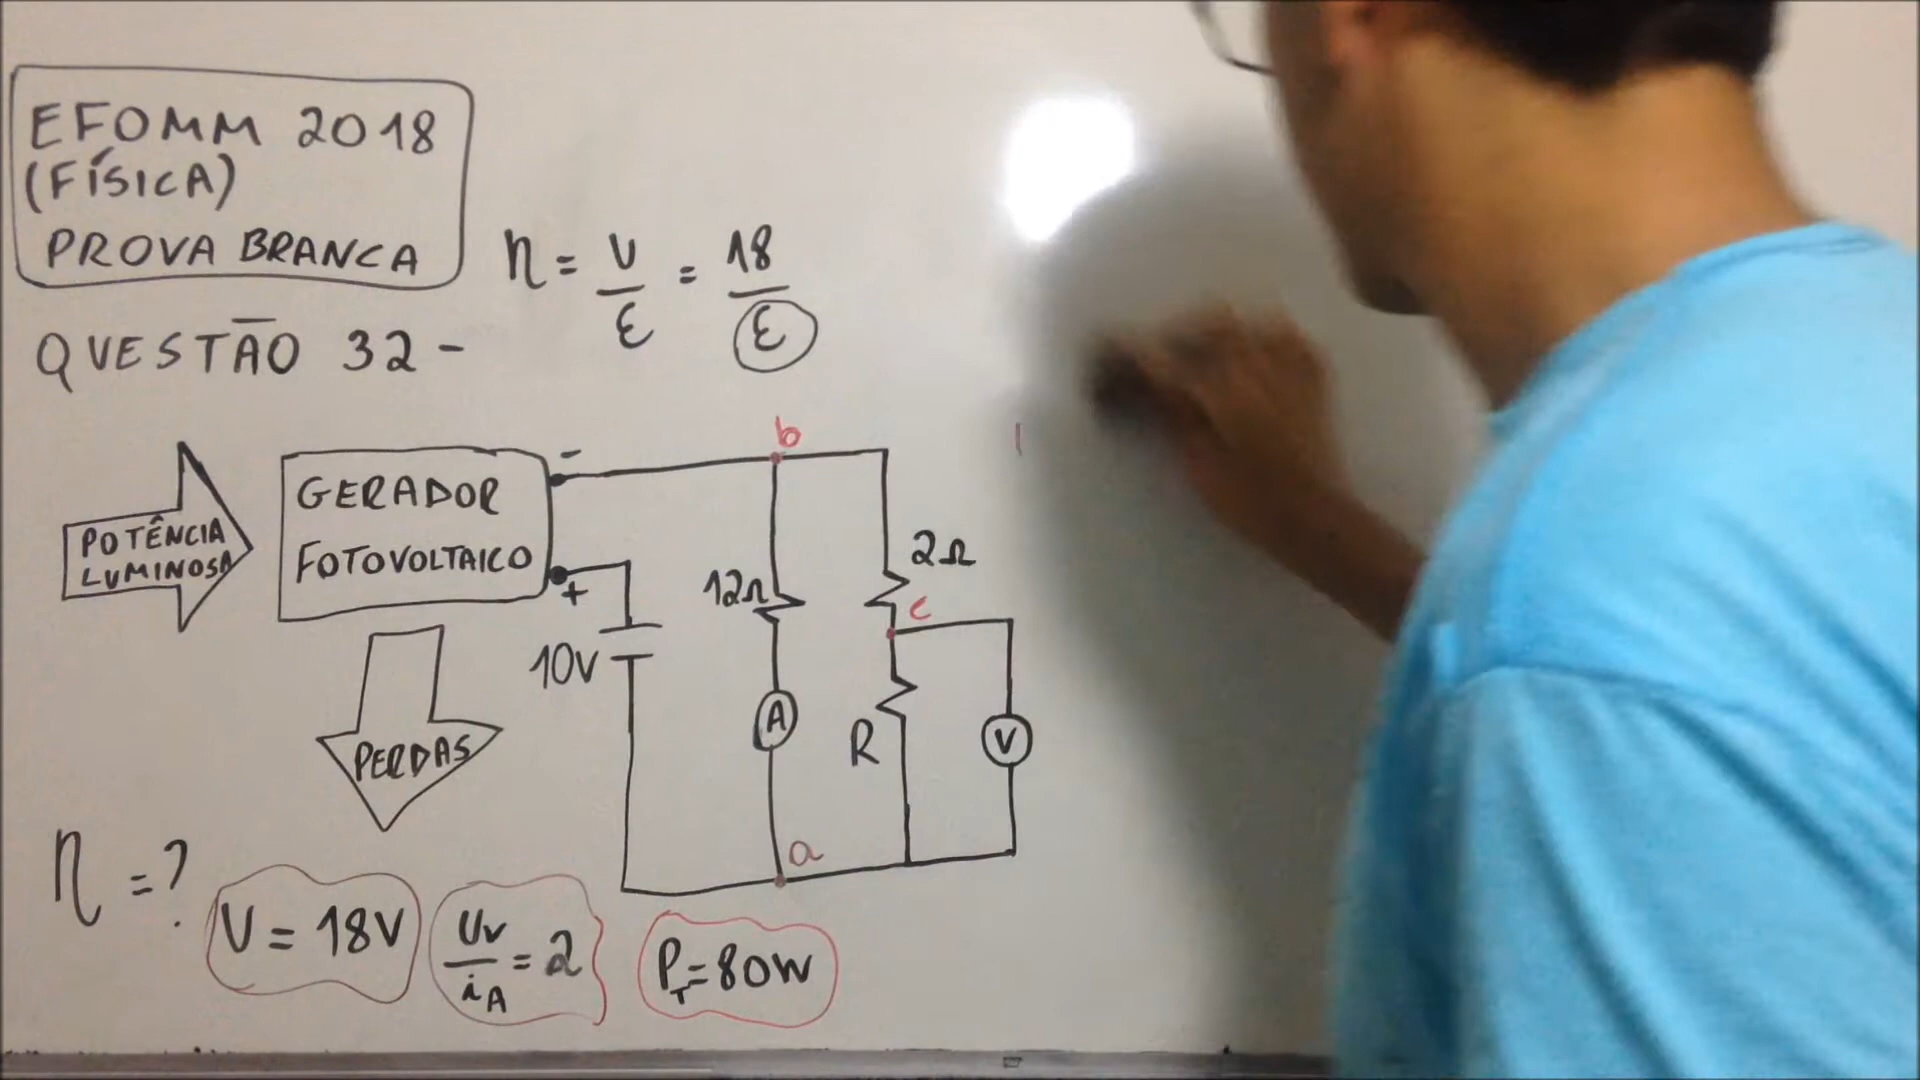 EFOMM 2018
(FÍSICA)
PROVA BRANCA
η = V/ε = 18/ε
QUESTÃO 32 -
b
-
GERADOR
FOTOVOLTAICO
POTÊNCIA
LUMINOSA
+
12Ω
2Ω
c
10V
A
R
V
PERDAS
a
η = ?
U = 18V
Uv/iA = 2
PT = 80W